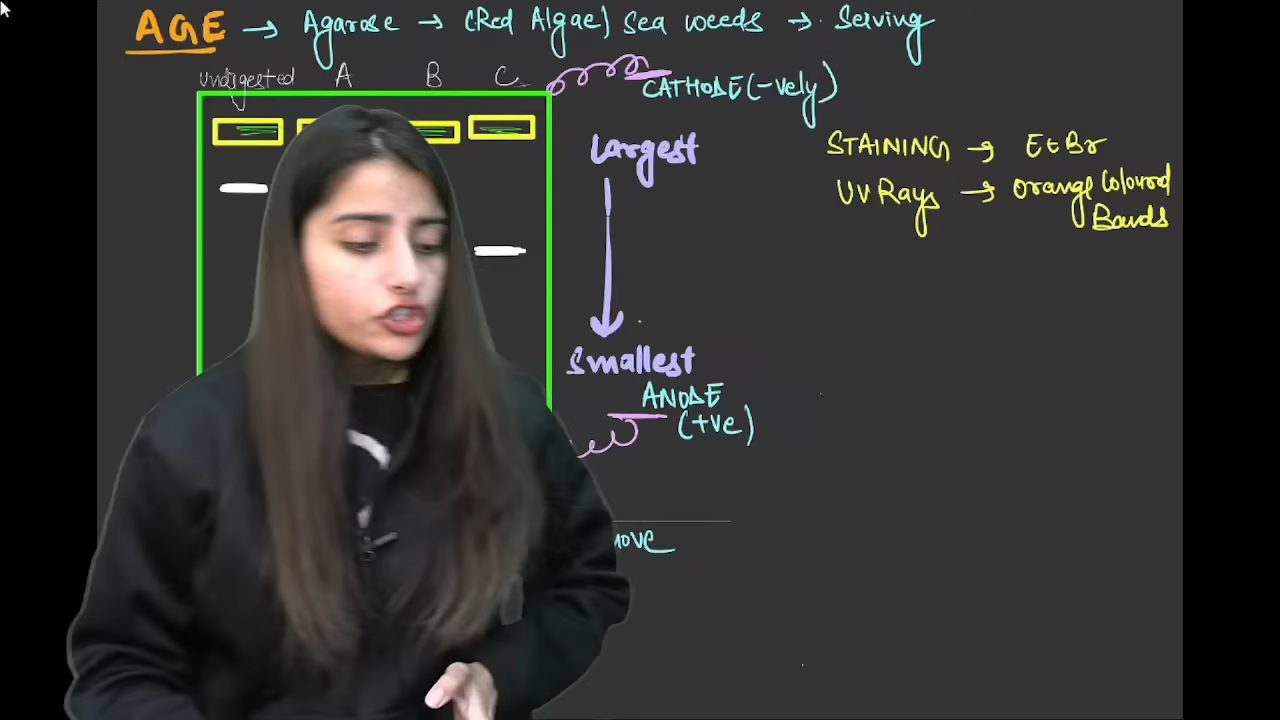 AGE → Agarose → (Red Algae) Sea weeds → Serving
Undigested A B C
CATHODE (-vely)
Largest
Smallest
ANODE
(+ve)
move
STAINING → EtBr
UV Rays → Orange Coloured
Bands